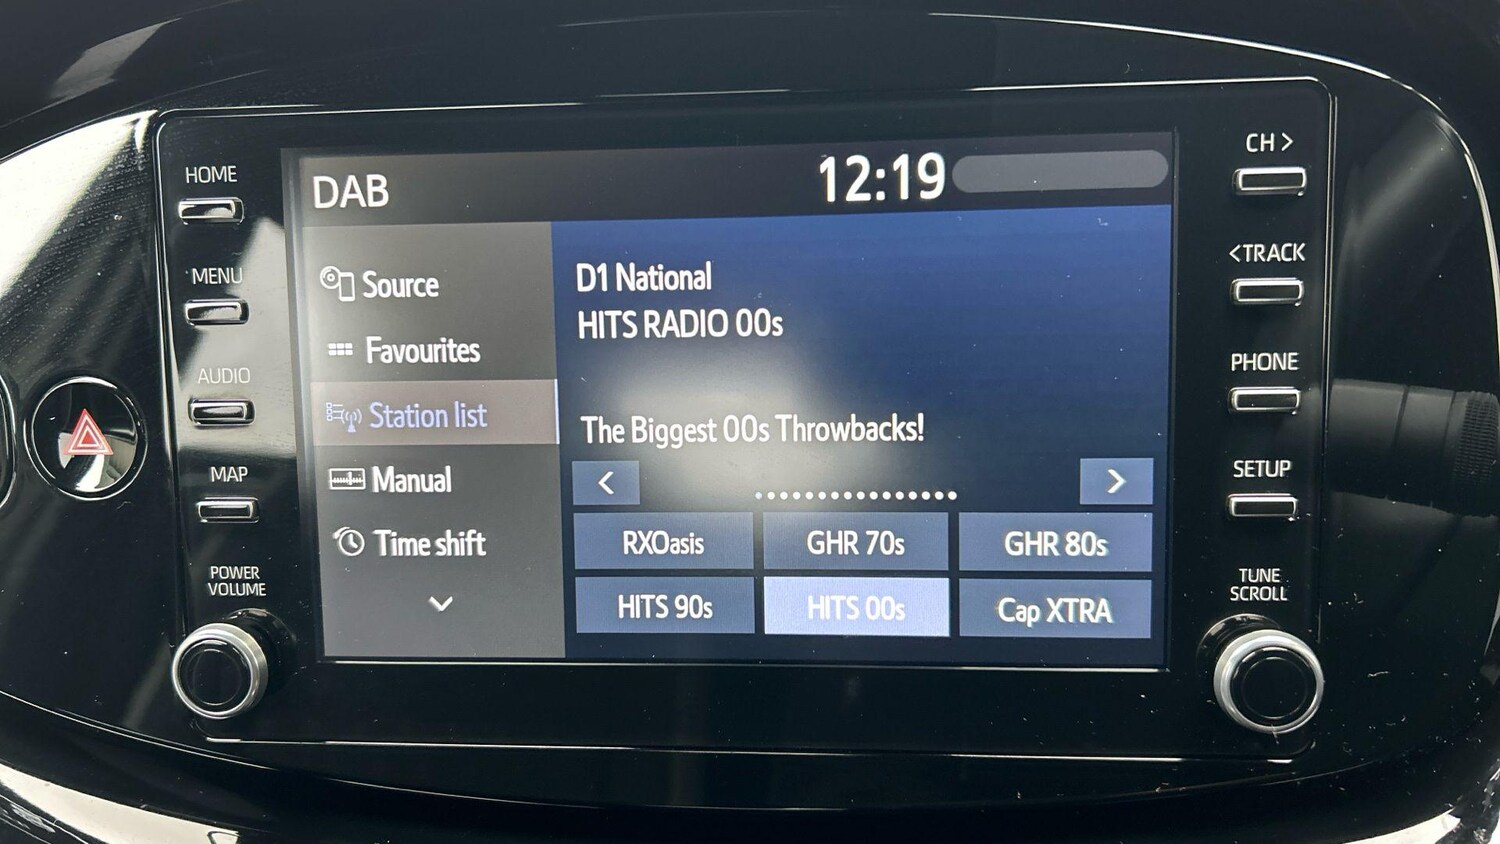 HOME
MENU
AUDIO
MAP
POWER
VOLUME
DAB
12:19
Source
Favourites
Station list
Manual
Time shift
D1 National
HITS RADIO 00s
The Biggest 00s Throwbacks!
RXOasis
GHR 70s
GHR 80s
HITS 90s
HITS 00s
Cap XTRA
CH >
<TRACK
PHONE
SETUP
TUNE
SCROLL